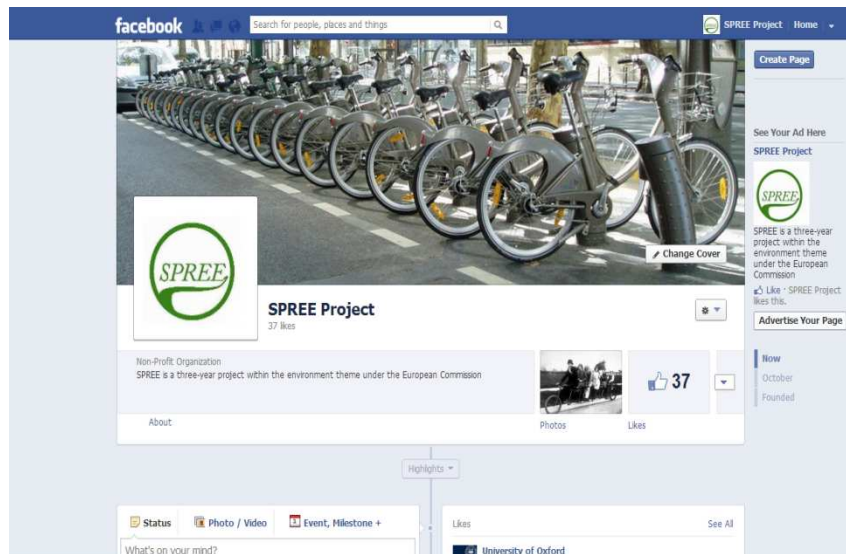 facebook
Search for people, places and things
SPREE Project Home
Create Page
See Your Ad Here
SPREE Project
SPREE
SPREE is a three-year
project within the
environment theme
under the European
Commission
Like · SPREE Project
likes this.
Advertise Your Page
Change Cover
SPREE
SPREE Project
37 likes
Now
October
Founded
Non-Profit Organization
SPREE is a three-year project within the environment theme under the European Commission
37
About
Photos
Likes
Highlights
Status
Photo / Video
Event, Milestone +
What's on your mind?
Likes
See All
University of Oxford